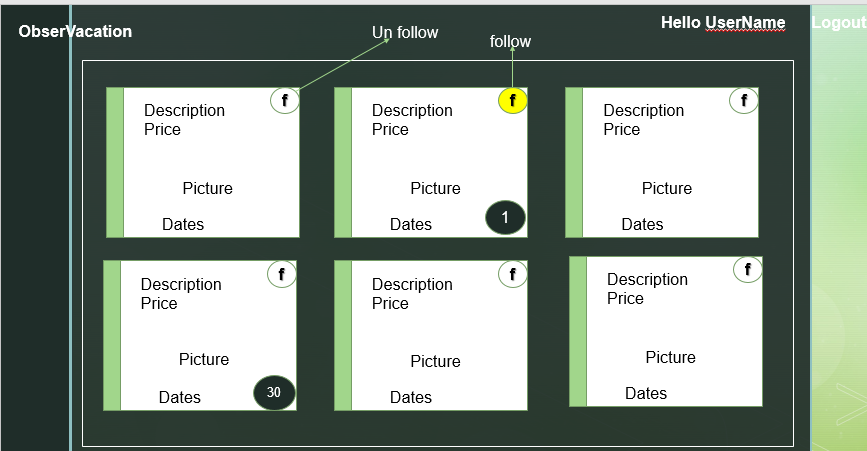 ObserVacation
Un follow
follow
Hello UserName
Logout
f
Description
Price
Picture
Dates
f
Description
Price
Picture
Dates
1
f
Description
Price
Picture
Dates
f
Description
Price
Picture
Dates
30
f
Description
Price
Picture
Dates
f
Description
Price
Picture
Dates